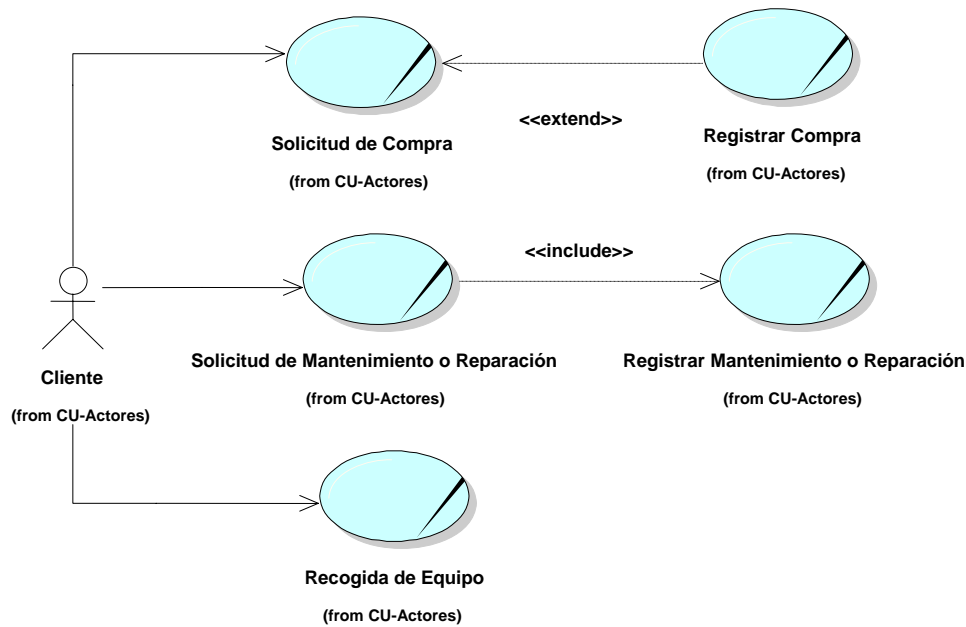 <<extend>>
Solicitud de Compra
(from CU-Actores)
Registrar Compra
(from CU-Actores)
<<include>>
Solicitud de Mantenimiento o Reparación
(from CU-Actores)
Registrar Mantenimiento o Reparación
(from CU-Actores)
Cliente
(from CU-Actores)
Recogida de Equipo
(from CU-Actores)